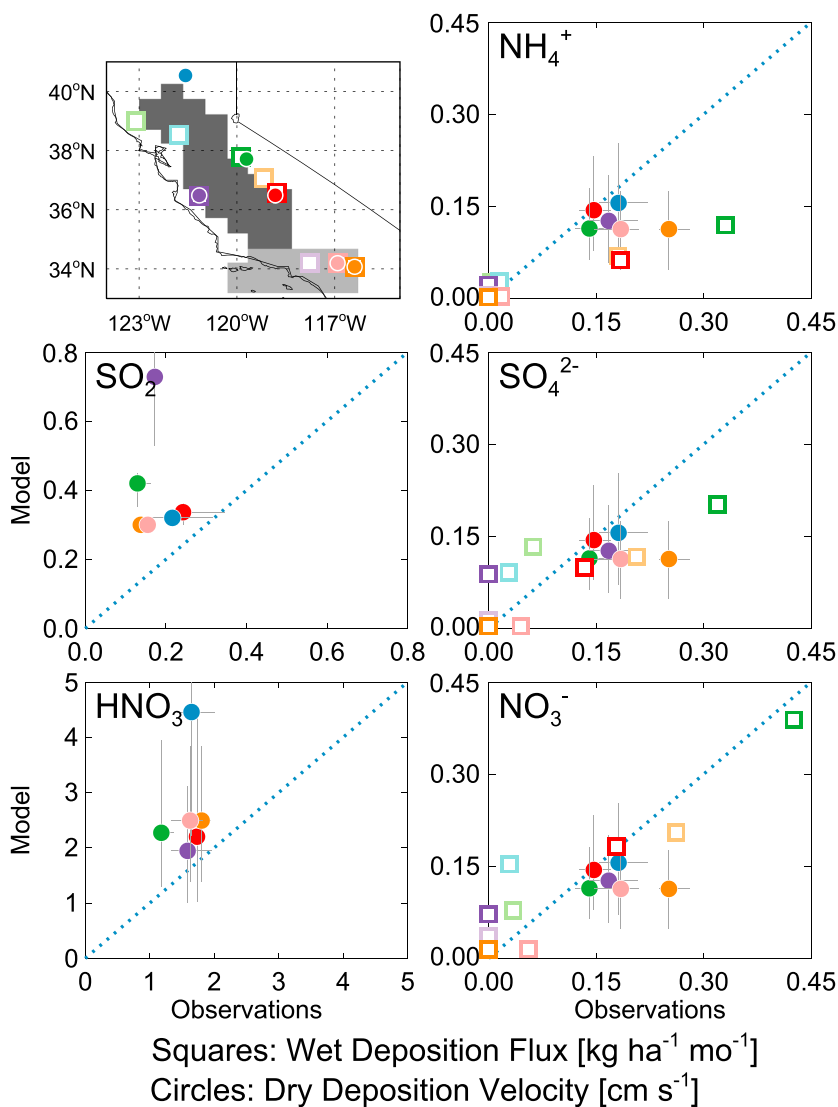 40°N
38°N
36°N
34°N
123°W 120°W 117°W
NH₄⁺
0.45
0.30
0.15
0.00
0.00 0.15 0.30 0.45
SO₂
Model
0.8
0.6
0.4
0.2
0.0
0.0 0.2 0.4 0.6 0.8
SO₄²⁻
0.45
0.30
0.15
0.00
0.00 0.15 0.30 0.45
HNO₃
Model
5
4
3
2
1
0
0 1 2 3 4 5
Observations
NO₃⁻
0.45
0.30
0.15
0.00
0.00 0.15 0.30 0.45
Observations
Squares: Wet Deposition Flux [kg ha⁻¹ mo⁻¹]
Circles: Dry Deposition Velocity [cm s⁻¹]